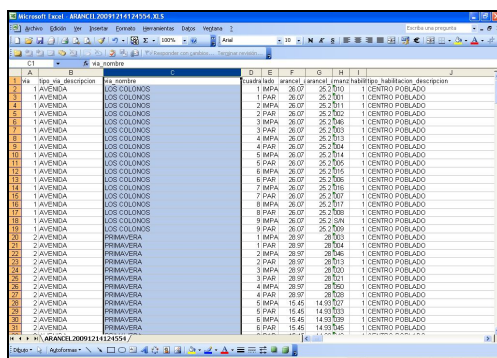 Microsoft Excel - ARANCEL20091214124554.XLS
Archivo Edición Ver Insertar Formato Herramientas Datos Ventana ? Escriba una pregunta
100% Arial 10 N K S
Responder con cambios... Terminar revisión...
C1 fx via_nombre
A B C D E F G H I J
1 via tipo_via_descripcion via_nombre cuadra lado arancel arancel manz habilit tipo_habilitacion_descripcion
2 1 AVENIDA LOS COLONOS 1 IMPA 26.07 25.2 010 1 CENTRO POBLADO
3 1 AVENIDA LOS COLONOS 1 PAR 26.07 25.2 001 1 CENTRO POBLADO
4 1 AVENIDA LOS COLONOS 2 IMPA 26.07 25.2 011 1 CENTRO POBLADO
5 1 AVENIDA LOS COLONOS 2 PAR 26.07 25.2 002 1 CENTRO POBLADO
6 1 AVENIDA LOS COLONOS 3 IMPA 26.07 25.2 046 1 CENTRO POBLADO
7 1 AVENIDA LOS COLONOS 3 PAR 26.07 25.2 003 1 CENTRO POBLADO
8 1 AVENIDA LOS COLONOS 4 IMPA 26.07 25.2 013 1 CENTRO POBLADO
9 1 AVENIDA LOS COLONOS 4 PAR 26.07 25.2 004 1 CENTRO POBLADO
10 1 AVENIDA LOS COLONOS 5 IMPA 26.07 25.2 014 1 CENTRO POBLADO
11 1 AVENIDA LOS COLONOS 5 PAR 26.07 25.2 005 1 CENTRO POBLADO
12 1 AVENIDA LOS COLONOS 6 IMPA 26.07 25.2 015 1 CENTRO POBLADO
13 1 AVENIDA LOS COLONOS 6 PAR 26.07 25.2 006 1 CENTRO POBLADO
14 1 AVENIDA LOS COLONOS 7 IMPA 26.07 25.2 016 1 CENTRO POBLADO
15 1 AVENIDA LOS COLONOS 7 PAR 26.07 25.2 007 1 CENTRO POBLADO
16 1 AVENIDA LOS COLONOS 8 IMPA 26.07 25.2 017 1 CENTRO POBLADO
17 1 AVENIDA LOS COLONOS 8 PAR 26.07 25.2 008 1 CENTRO POBLADO
18 1 AVENIDA LOS COLONOS 9 IMPA 26.07 25.2 S/N 1 CENTRO POBLADO
19 1 AVENIDA LOS COLONOS 9 PAR 26.07 25.2 009 1 CENTRO POBLADO
20 2 AVENIDA PRIMAVERA 1 IMPA 28.97 28 003 1 CENTRO POBLADO
21 2 AVENIDA PRIMAVERA 1 PAR 28.97 28 004 1 CENTRO POBLADO
22 2 AVENIDA PRIMAVERA 2 IMPA 28.97 28 046 1 CENTRO POBLADO
23 2 AVENIDA PRIMAVERA 2 PAR 28.97 28 013 1 CENTRO POBLADO
24 2 AVENIDA PRIMAVERA 3 IMPA 28.97 28 020 1 CENTRO POBLADO
25 2 AVENIDA PRIMAVERA 3 PAR 28.97 28 021 1 CENTRO POBLADO
26 2 AVENIDA PRIMAVERA 4 IMPA 28.97 28 050 1 CENTRO POBLADO
27 2 AVENIDA PRIMAVERA 4 PAR 28.97 28 028 1 CENTRO POBLADO
28 2 AVENIDA PRIMAVERA 5 IMPA 15.45 14.93 027 1 CENTRO POBLADO
29 2 AVENIDA PRIMAVERA 5 PAR 15.45 14.93 033 1 CENTRO POBLADO
30 2 AVENIDA PRIMAVERA 6 IMPA 15.45 14.93 039 1 CENTRO POBLADO
31 2 AVENIDA PRIMAVERA 6 PAR 15.45 14.93 045 1 CENTRO POBLADO
ARANCEL20091214124554
Dibujo Autoformas